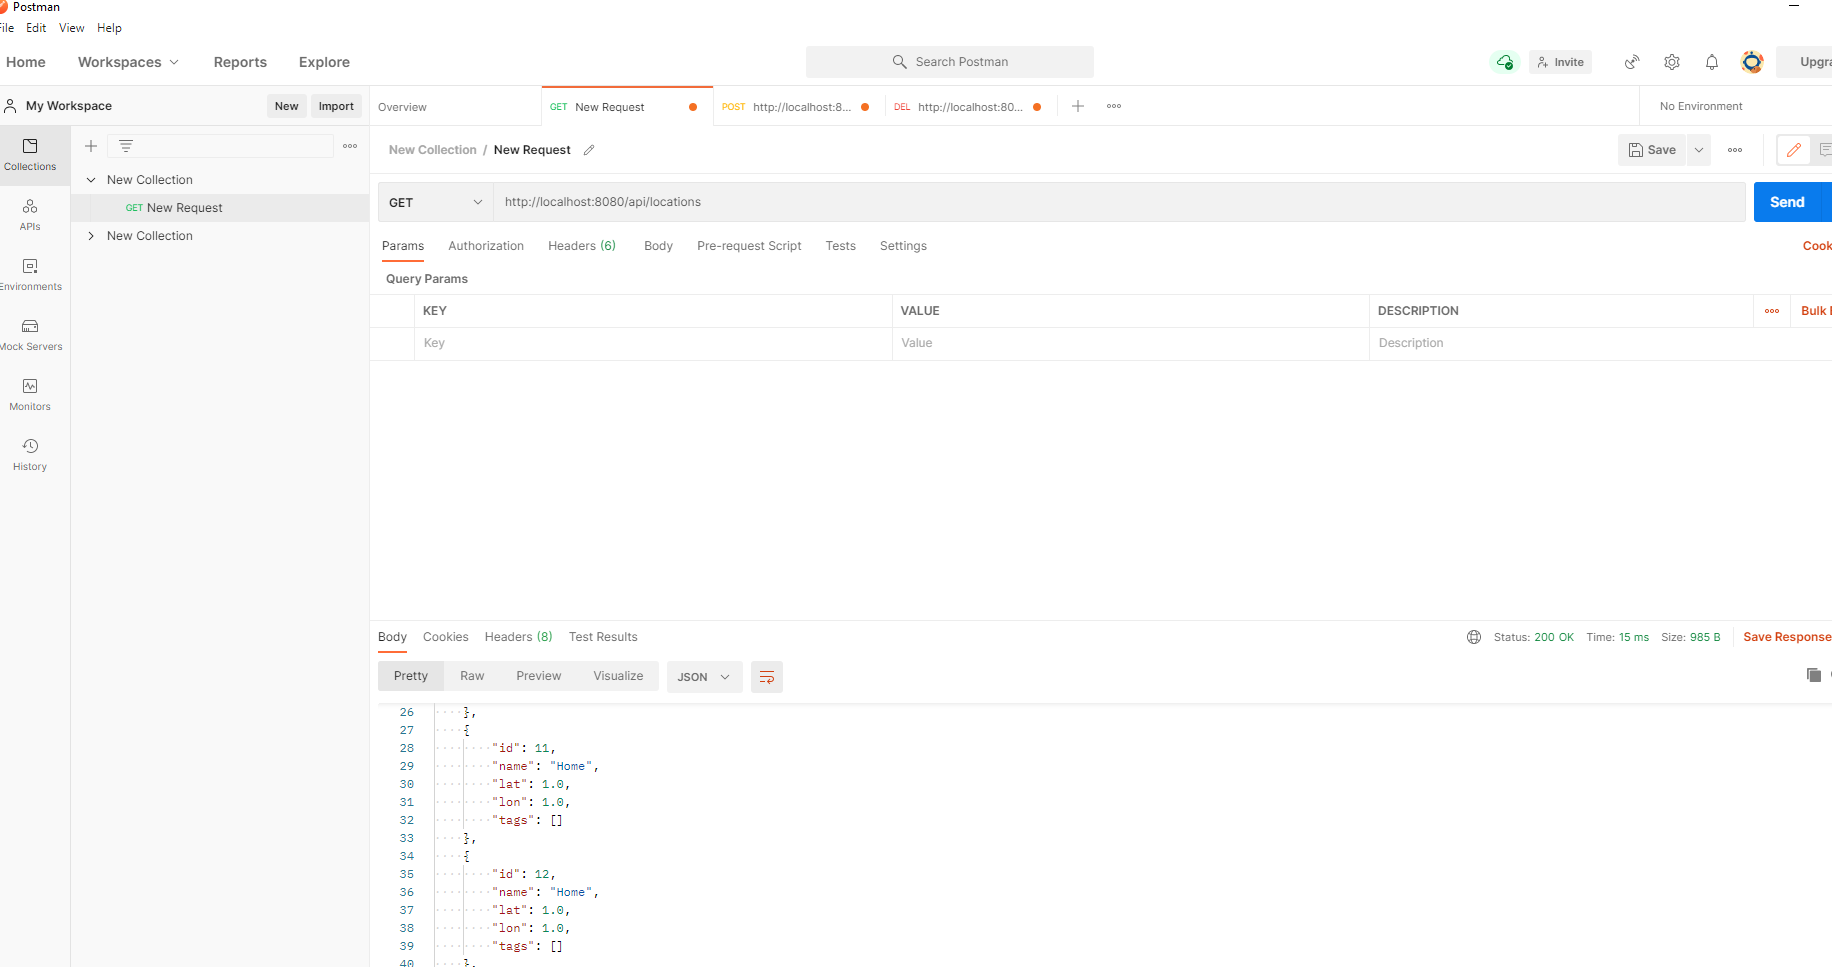 Postman
File Edit View Help
Home Workspaces Reports Explore Search Postman Invite
My Workspace New Import Overview GET New Request POST http://localhost:8... DEL http://localhost:80... No Environment
Collections
APIs
Environments
Mock Servers
Monitors
History
New Collection
GET New Request
New Collection
New Collection / New Request Save
GET http://localhost:8080/api/locations Send
Params Authorization Headers (6) Body Pre-request Script Tests Settings
Query Params
KEY VALUE DESCRIPTION Bulk
Key Value Description
Body Cookies Headers (8) Test Results Status: 200 OK Time: 15 ms Size: 985 B Save Response
Pretty Raw Preview Visualize JSON
26 },
27 {
28 "id": 11,
29 "name": "Home",
30 "lat": 1.0,
31 "lon": 1.0,
32 "tags": []
33 },
34 {
35 "id": 12,
36 "name": "Home",
37 "lat": 1.0,
38 "lon": 1.0,
39 "tags": []
40 },